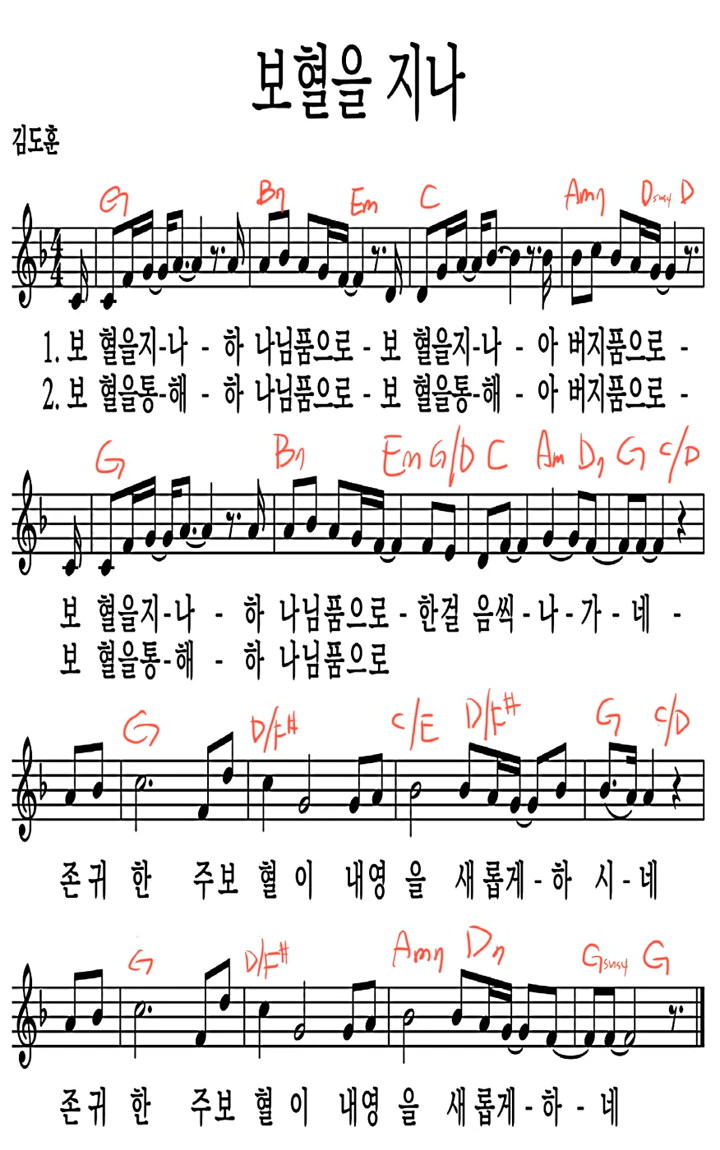 보혈을 지나
김도훈
G B7 Em C Am7 Dsus4 D
1. 보 혈을지-나 - 하 나님품으로 - 보 혈을지-나 - 아 버지품으로 -
2. 보 혈을통-해 - 하 나님품으로 - 보 혈을통-해 - 아 버지품으로 -
G B7 Em G/D C Am D7 G C/D
보 혈을지-나 - 하 나님품으로 - 한걸 음씩 - 나 - 가 - 네 -
보 혈을통-해 - 하 나님품으로
G D/F# C/E D/F# G C/D
존귀 한 주보 혈이 내영 을 새롭게 - 하 시 - 네
G D/F# Am7 D7 Gsus4 G
존귀 한 주보 혈이 내영 을 새롭게 - 하 - 네